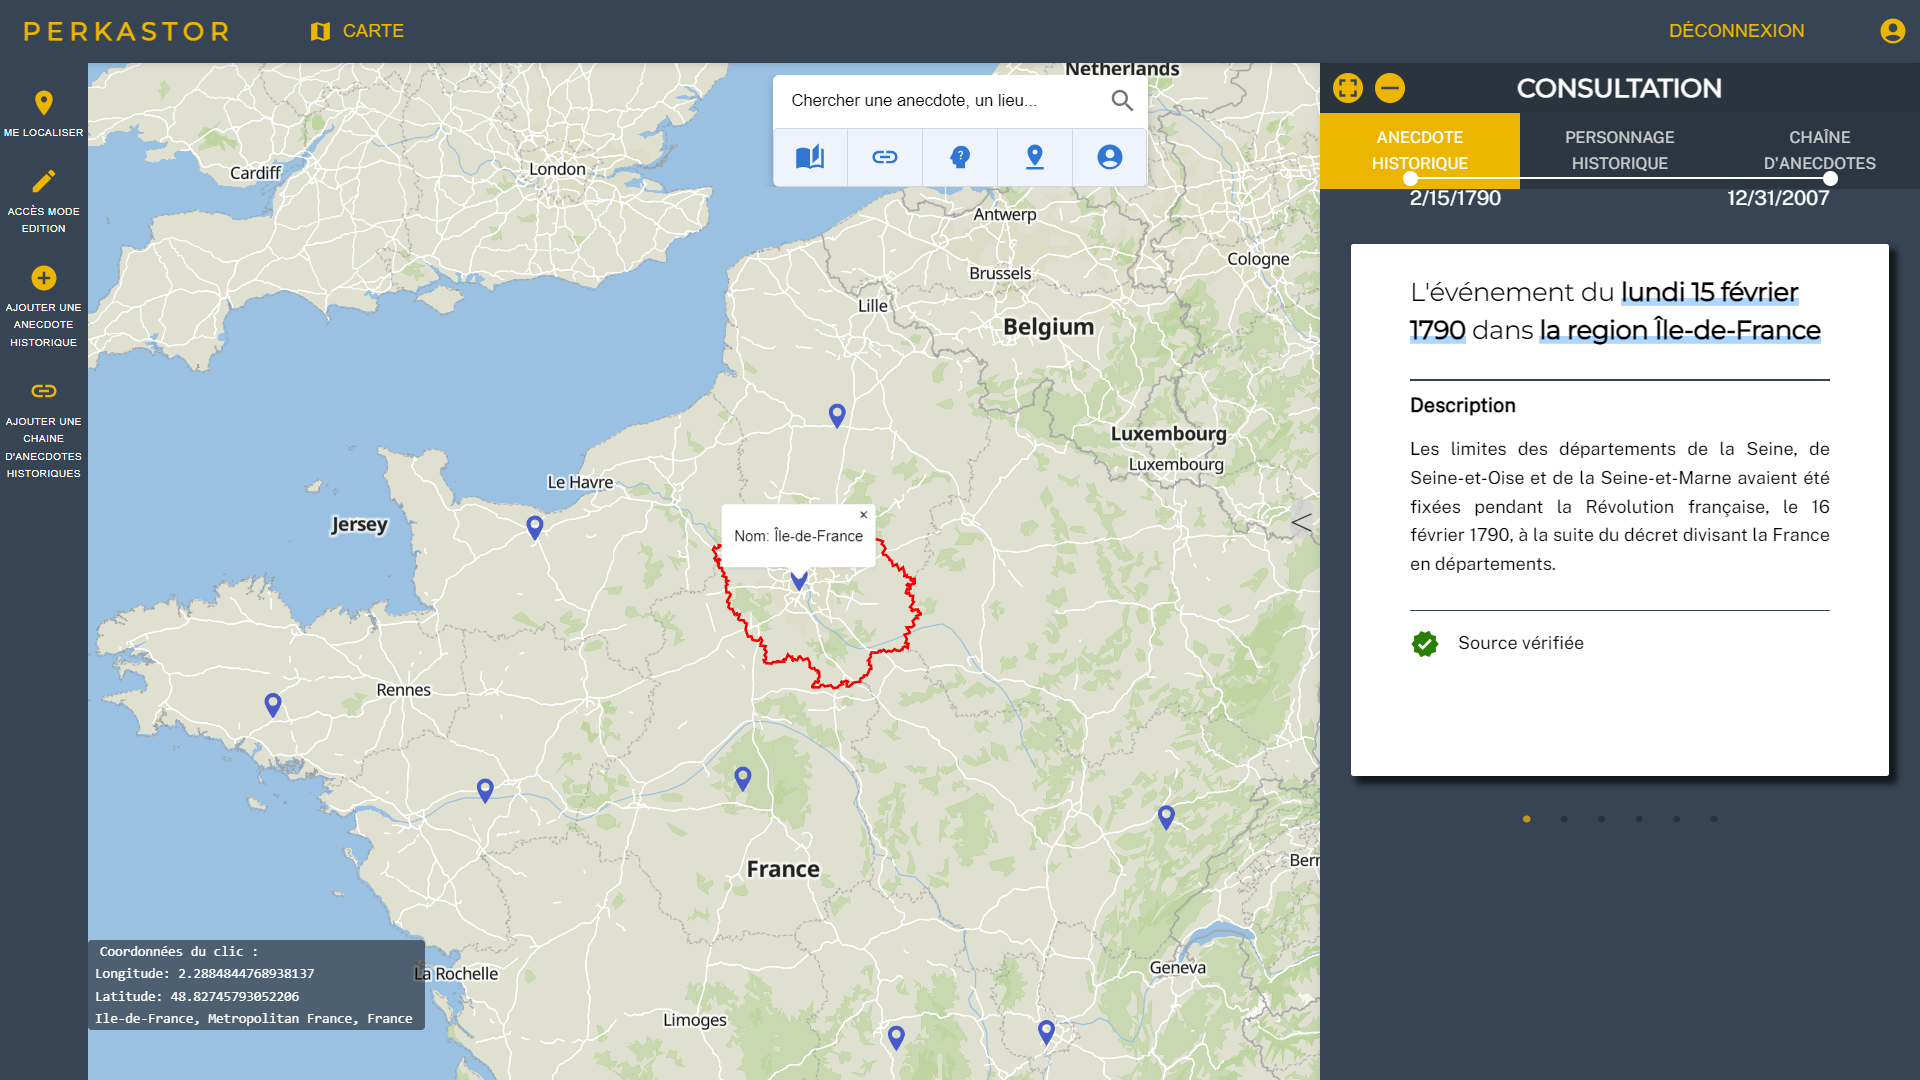 PERKASTOR
CARTE
DÉCONNEXION
ME LOCALISER
ACCÈS MODE
EDITION
AJOUTER UNE
ANECDOTE
HISTORIQUE
AJOUTER UNE
CHAINE
D'ANECDOTES
HISTORIQUES
Netherlands
Chercher une anecdote, un lieu...
Cardiff
London
Antwerp
Brussels
Cologne
Lille
Belgium
Luxembourg
Luxembourg
Le Havre
Jersey
Nom: Île-de-France
×
<
Rennes
France
Bern
La Rochelle
Geneva
Limoges
Coordonnées du clic :
Longitude: 2.2884844768938137
Latitude: 48.82745793052206
Ile-de-France, Metropolitan France, France
CONSULTATION
ANECDOTE
HISTORIQUE
PERSONNAGE
HISTORIQUE
CHAÎNE
D'ANECDOTES
2/15/1790
12/31/2007
L'événement du lundi 15 février
1790 dans la region Île-de-France
Description
Les limites des départements de la Seine, de
Seine-et-Oise et de la Seine-et-Marne avaient été
fixées pendant la Révolution française, le 16
février 1790, à la suite du décret divisant la France
en départements.
Source vérifiée